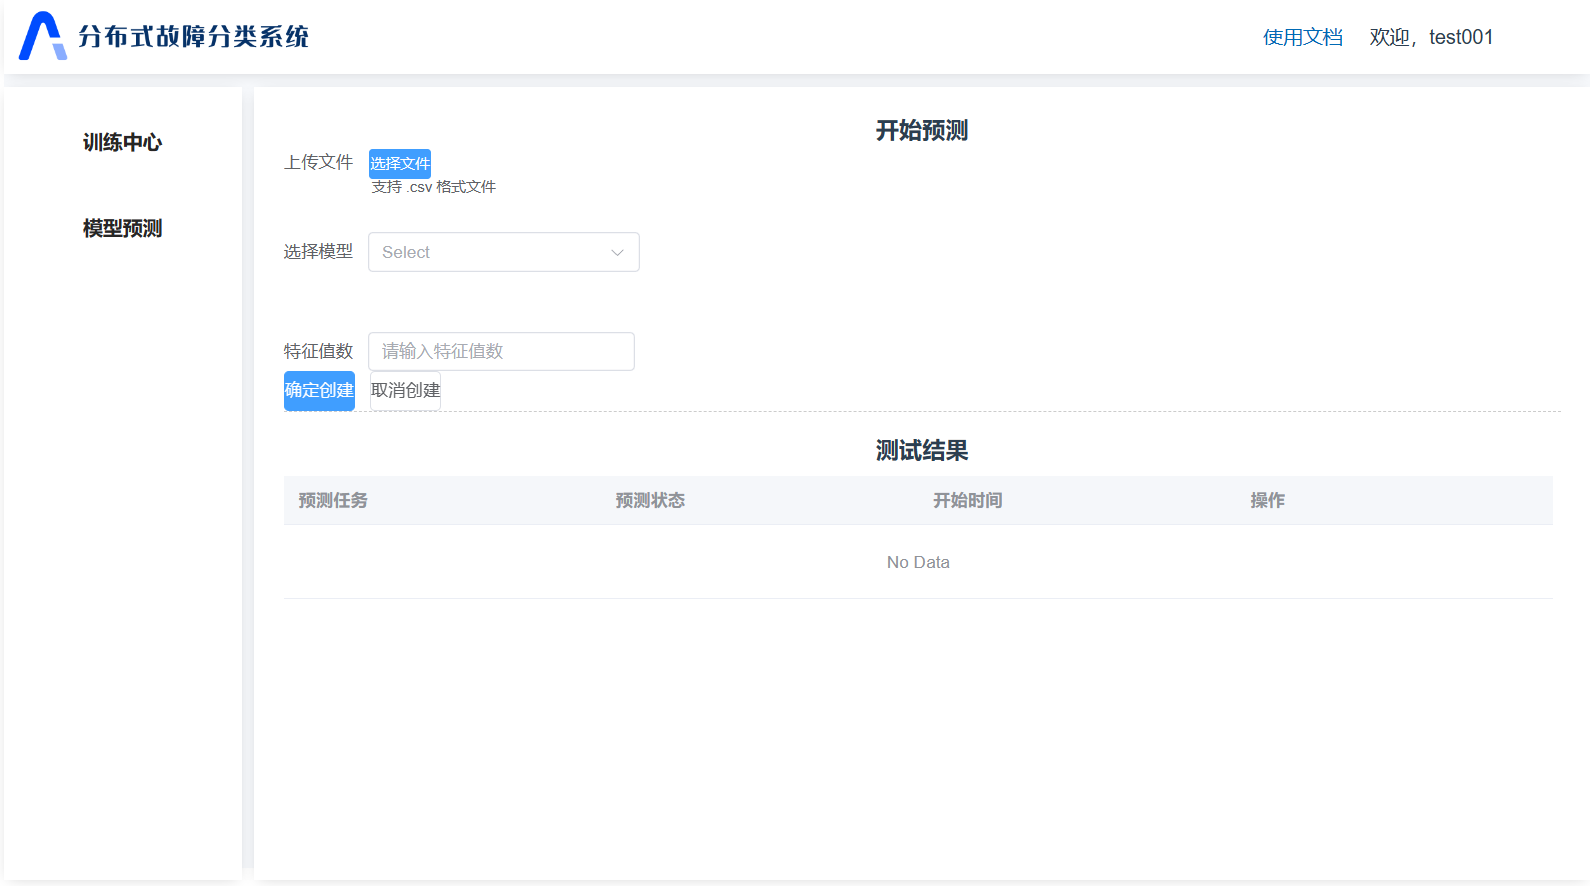 分布式故障分类系统
使用文档 欢迎，test001
训练中心
模型预测
开始预测
上传文件 选择文件
支持 .csv 格式文件
选择模型 Select
特征值数 请输入特征值数
确定创建 取消创建
测试结果
预测任务 预测状态 开始时间 操作
No Data